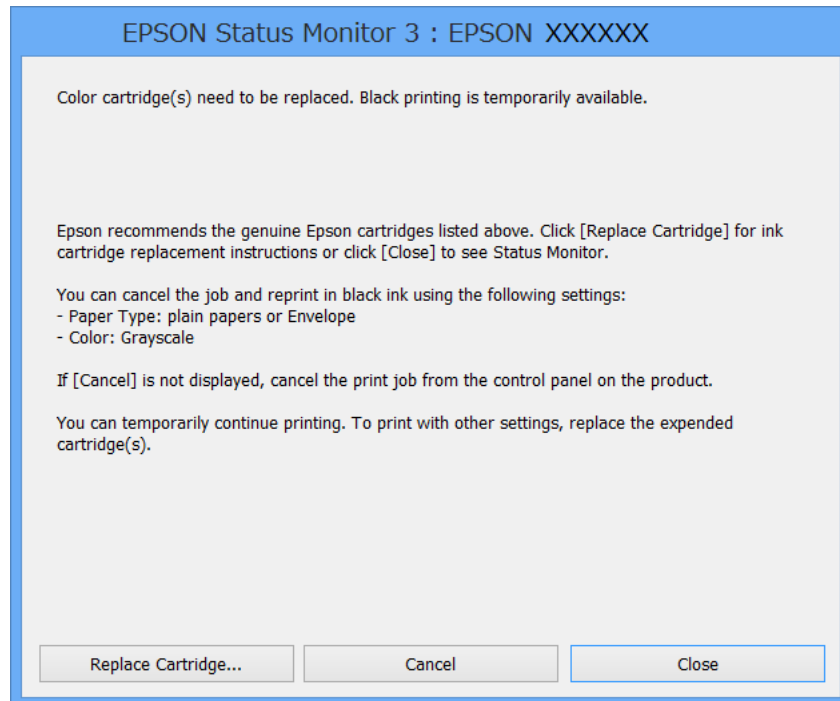 EPSON Status Monitor 3 : EPSON XXXXXX
Color cartridge(s) need to be replaced. Black printing is temporarily available.
Epson recommends the genuine Epson cartridges listed above. Click [Replace Cartridge] for ink
cartridge replacement instructions or click [Close] to see Status Monitor.
You can cancel the job and reprint in black ink using the following settings:
- Paper Type: plain papers or Envelope
- Color: Grayscale
If [Cancel] is not displayed, cancel the print job from the control panel on the product.
You can temporarily continue printing. To print with other settings, replace the expended
cartridge(s).
Replace Cartridge...
Cancel
Close